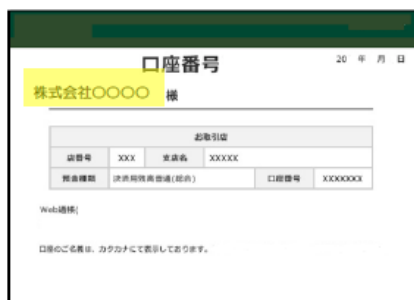 口座番号
20 年 月 日
株式会社〇〇〇〇 様
お取引店
店番号 XXX 支店名 XXXXX
預金種類 決済用預高普通(総合) 口座番号 XXXXXXX
Web通帳(
口座のご名義は、カタカナにて表示しております。